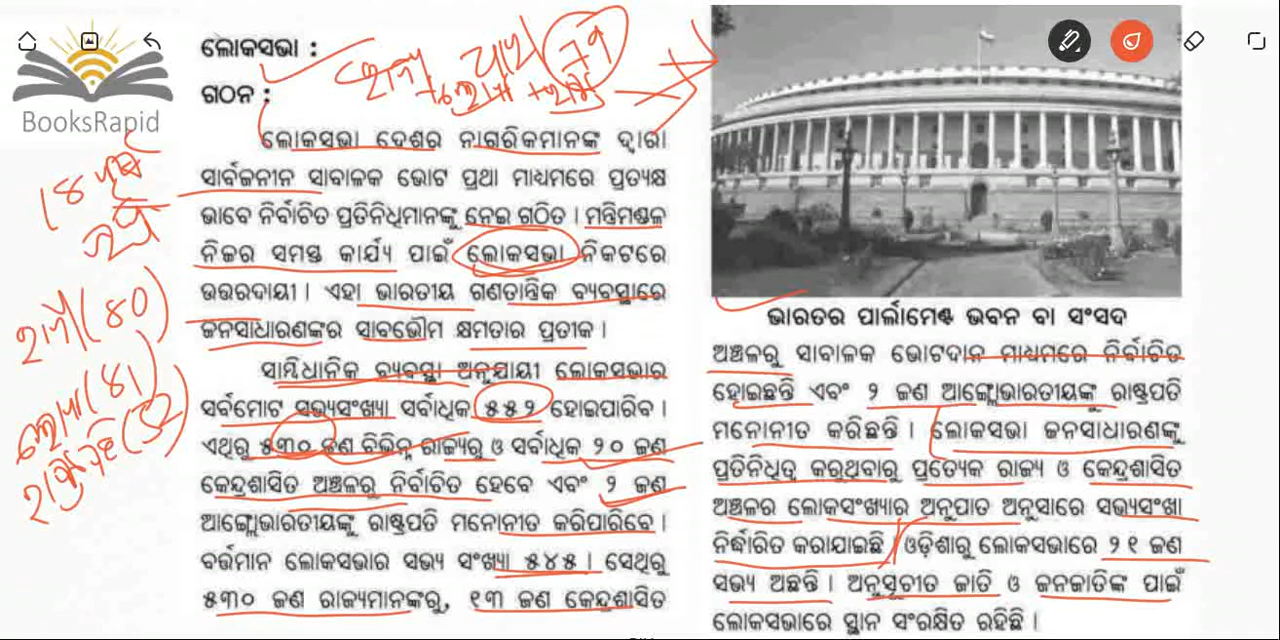 BooksRapid
ଲୋକସଭା :
ଗଠନ :
ଲୋକସଭା ଦେଶର ନାଗରିକମାନଙ୍କ ଦ୍ୱାରା
ସାର୍ବଜନୀନ ସାବାଳକ ଭୋଟ ପ୍ରଥା ମାଧ୍ୟମରେ ପ୍ରତ୍ୟକ୍ଷ
ଭାବେ ନିର୍ବାଚିତ ପ୍ରତିନିଧିମାନଙ୍କୁ ନେଇ ଗଠିତ । ମନ୍ତ୍ରିମଣ୍ଡଳ
ନିଜର ସମସ୍ତ କାର୍ଯ୍ୟ ପାଇଁ ଲୋକସଭା ନିକଟରେ
ଉତ୍ତରଦାୟୀ । ଏହା ଭାରତୀୟ ଗଣତାନ୍ତ୍ରିକ ବ୍ୟବସ୍ଥାରେ
ଜନସାଧାରଣଙ୍କର ସାବଭୌମ କ୍ଷମତାର ପ୍ରତୀକ ।
ସାମ୍ବିଧାନିକ ବ୍ୟବସ୍ଥା ଅନୁଯାୟୀ ଲୋକସଭାର
ସର୍ବମୋଟ ସଭ୍ୟସଂଖ୍ୟା ସର୍ବାଧିକ ୫୫୨ ହୋଇପାରିବ ।
ଏଥିରୁ ୫୩୦ ଜଣ ବିଭିନ୍ନ ରାଜ୍ୟରୁ ଓ ସର୍ବାଧିକ ୨୦ ଜଣ
କେନ୍ଦ୍ରଶାସିତ ଅଞ୍ଚଳରୁ ନିର୍ବାଚିତ ହେବେ ଏବଂ ୨ ଜଣ
ଆଙ୍ଗ୍ଲୋଭାରତୀୟଙ୍କୁ ରାଷ୍ଟ୍ରପତି ମନୋନୀତ କରିପାରିବେ ।
ବର୍ତ୍ତମାନ ଲୋକସଭାର ସଭ୍ୟ ସଂଖ୍ୟା ୫୪୫ । ସେଥିରୁ
୫୩୦ ଜଣ ରାଜ୍ୟମାନଙ୍କରୁ, ୧୩ ଜଣ କେନ୍ଦ୍ରଶାସିତ
ଭାରତର ପାର୍ଲାମେଣ୍ଟ ଭବନ ବା ସଂସଦ
ଅଞ୍ଚଳରୁ ସାବାଳକ ଭୋଟଦାନ ମାଧ୍ୟମରେ ନିର୍ବାଚିତ
ହୋଇଛନ୍ତି ଏବଂ ୨ ଜଣ ଆଙ୍ଗ୍ଲୋଭାରତୀୟଙ୍କୁ ରାଷ୍ଟ୍ରପତି
ମନୋନୀତ କରିଛନ୍ତି । ଲୋକସଭା ଜନସାଧାରଣଙ୍କୁ
ପ୍ରତିନିଧିତ୍ୱ କରୁଥିବାରୁ ପ୍ରତ୍ୟେକ ରାଜ୍ୟ ଓ କେନ୍ଦ୍ରଶାସିତ
ଅଞ୍ଚଳର ଲୋକସଂଖ୍ୟାର ଅନୁପାତ ଅନୁସାରେ ସଭ୍ୟସଂଖ୍ୟା
ନିର୍ଦ୍ଧାରିତ କରାଯାଇଛି । ଓଡ଼ିଶାରୁ ଲୋକସଭାରେ ୨୧ ଜଣ
ସଭ୍ୟ ଅଛନ୍ତି । ଅନୁସୂଚୀତ ଜାତି ଓ ଜନଜାତିଙ୍କ ପାଇଁ
ଲୋକସଭାରେ ସ୍ଥାନ ସଂରକ୍ଷିତ ରହିଛି ।